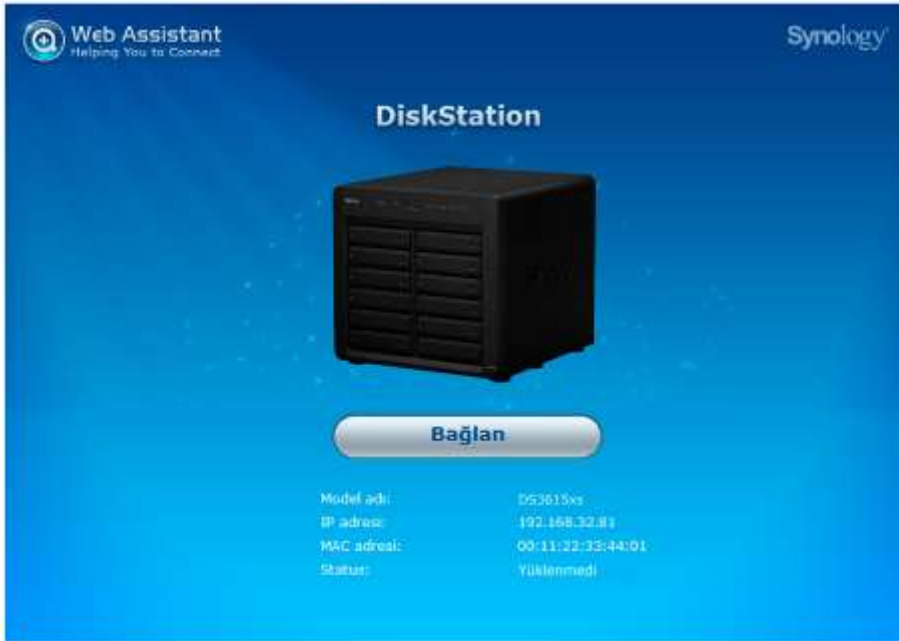 Web Assistant
Helping You to Connect
Synology
DiskStation
Bağlan
Model adı: DS3615xs
IP adresi: 192.168.32.81
MAC adresi: 00:11:22:33:44:01
Status: Yüklenmedi